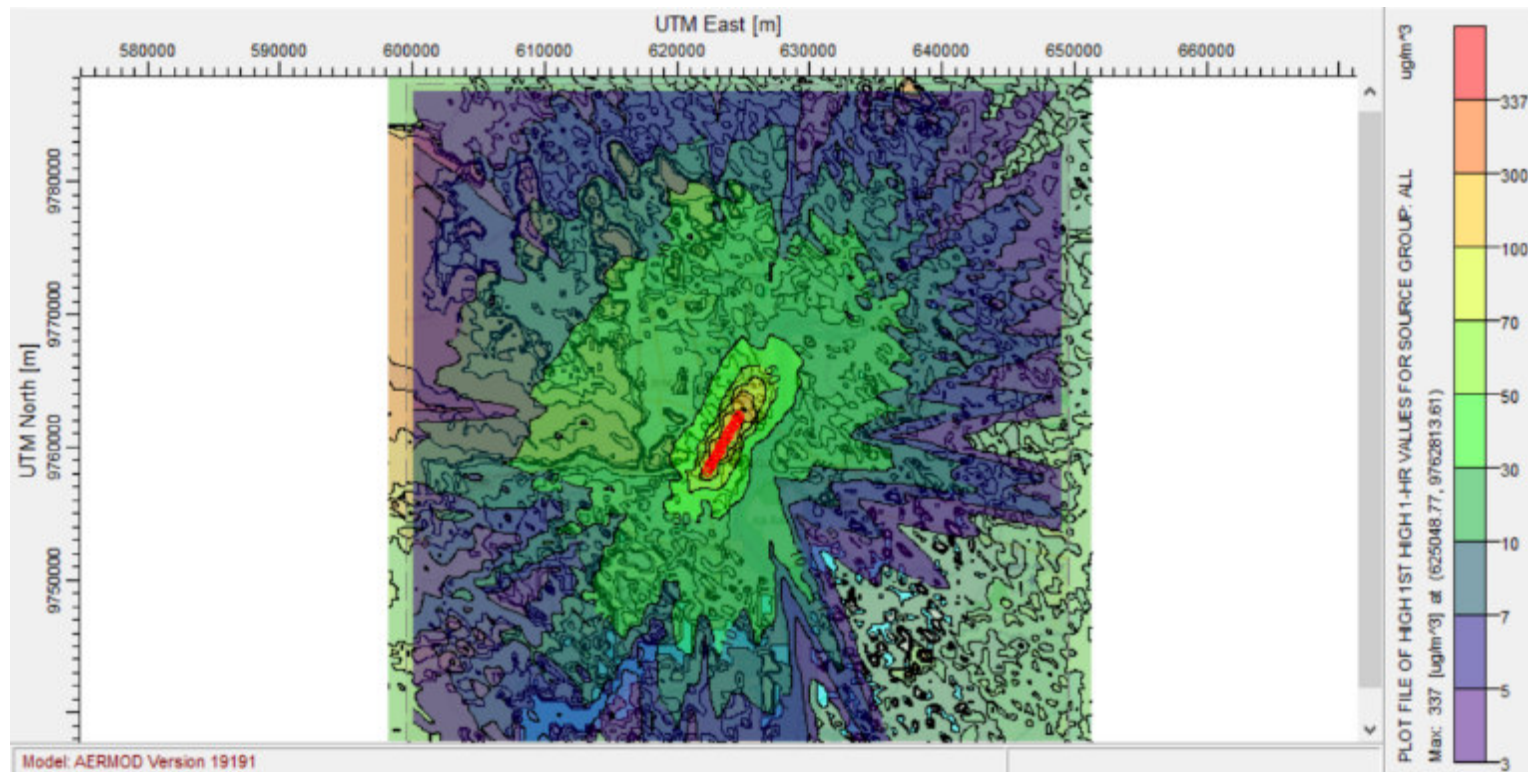 UTM East [m]
580000 590000 600000 610000 620000 630000 640000 650000 660000
UTM North [m]
9780000
9770000
9760000
9750000
PLOT FILE OF HIGH 1ST HIGH 1-HR VALUES FOR SOURCE GROUP: ALL
ug/m^3
Max: 337 [ug/m^3] at (625048.77, 9762813.61)
337
300
100
70
50
30
10
7
5
3
Model: AERMOD Version 19191